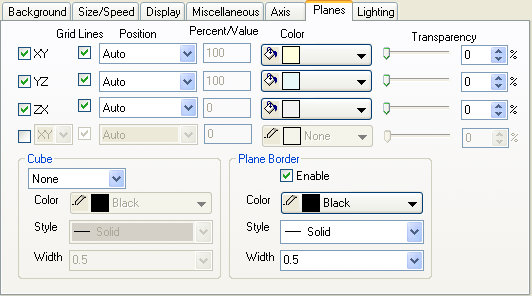 Background Size/Speed Display Miscellaneous Axis Planes Lighting
Grid Lines Position Percent/Value Color Transparency
XY Auto 100 0 %
YZ Auto 100 0 %
ZX Auto 0 0 %
XY Auto 0 None 0 %
Cube Plane Border
None Enable
Color Black Color Black
Style Solid Style Solid
Width 0.5 Width 0.5